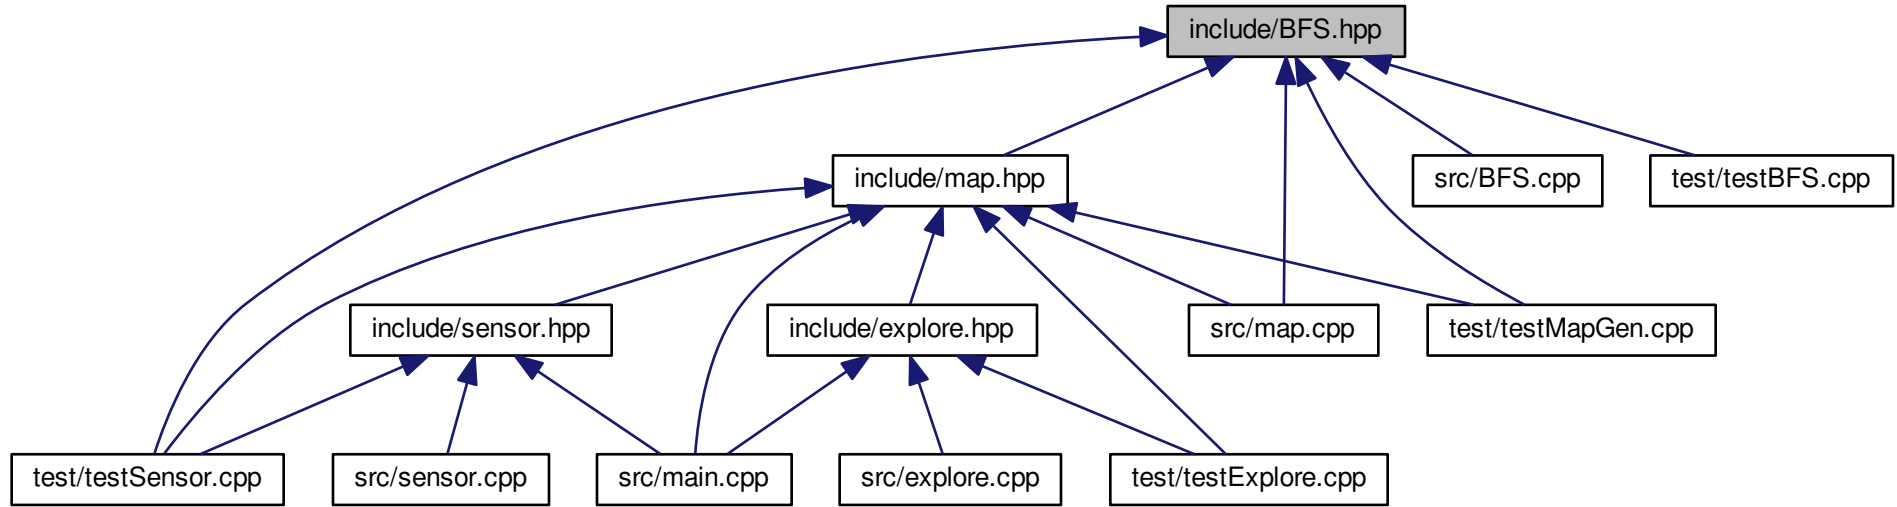 include/BFS.hpp
include/map.hpp
src/BFS.cpp
test/testBFS.cpp
include/sensor.hpp
include/explore.hpp
src/map.cpp
test/testMapGen.cpp
test/testSensor.cpp
src/sensor.cpp
src/main.cpp
src/explore.cpp
test/testExplore.cpp